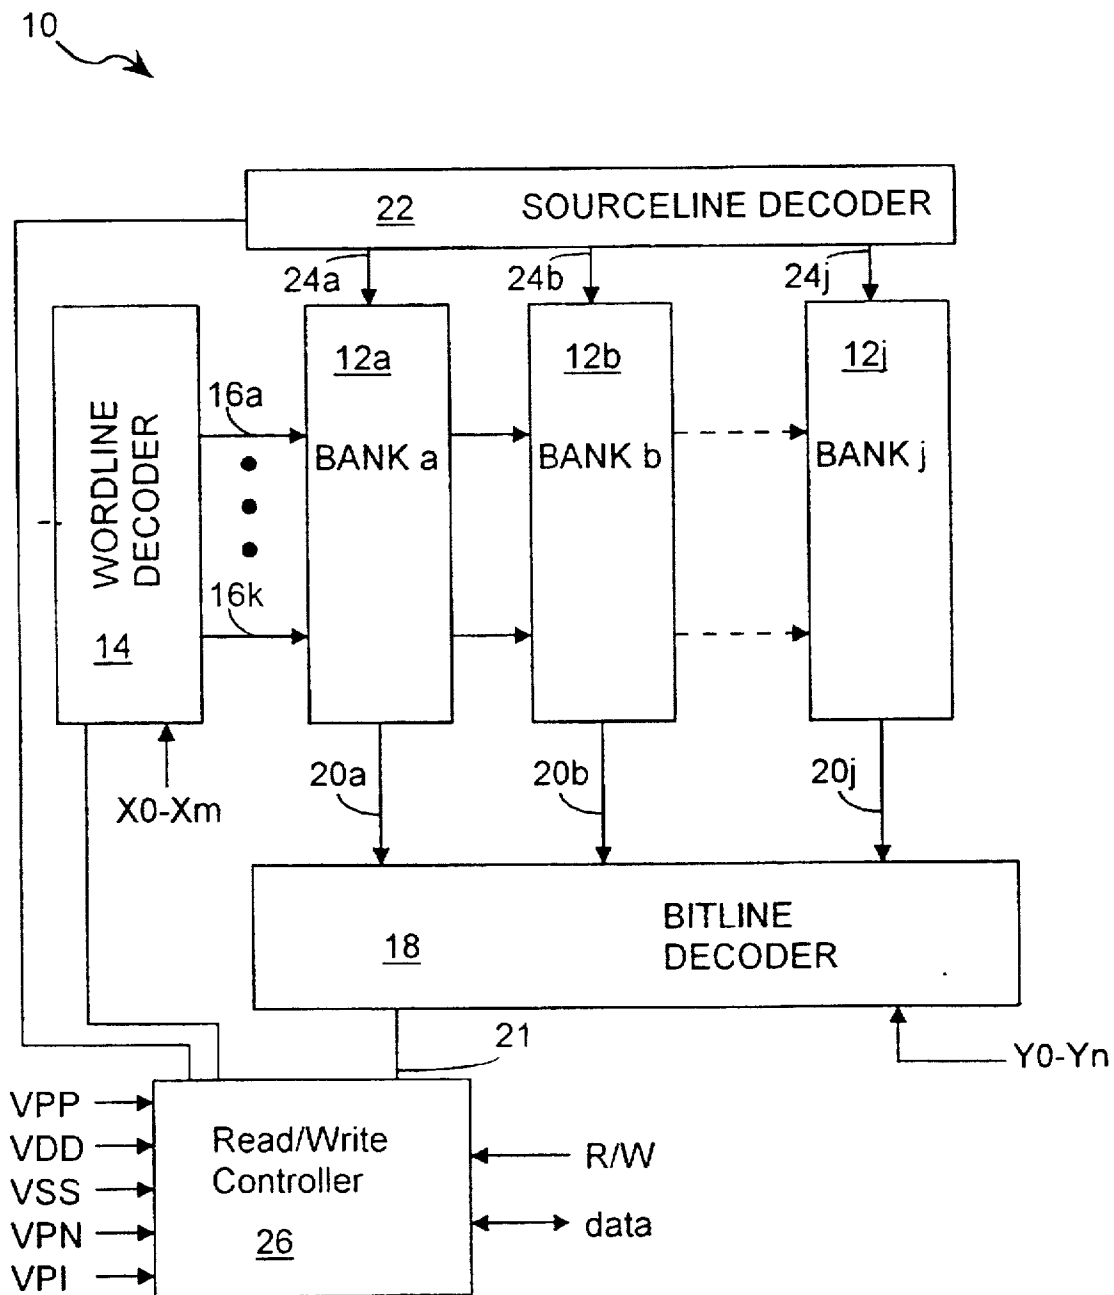 10
22 SOURCELINE DECODER
24a 24b 24j
12a 12b 12j
16a
BANK a BANK b BANK j
WORDLINE
DECODER
16k
14
20a 20b 20j
X0-Xm
BITLINE
DECODER
18
21
Y0-Yn
VPP
VDD
VSS
VPN
VPI
Read/Write
Controller
26
R/W
data